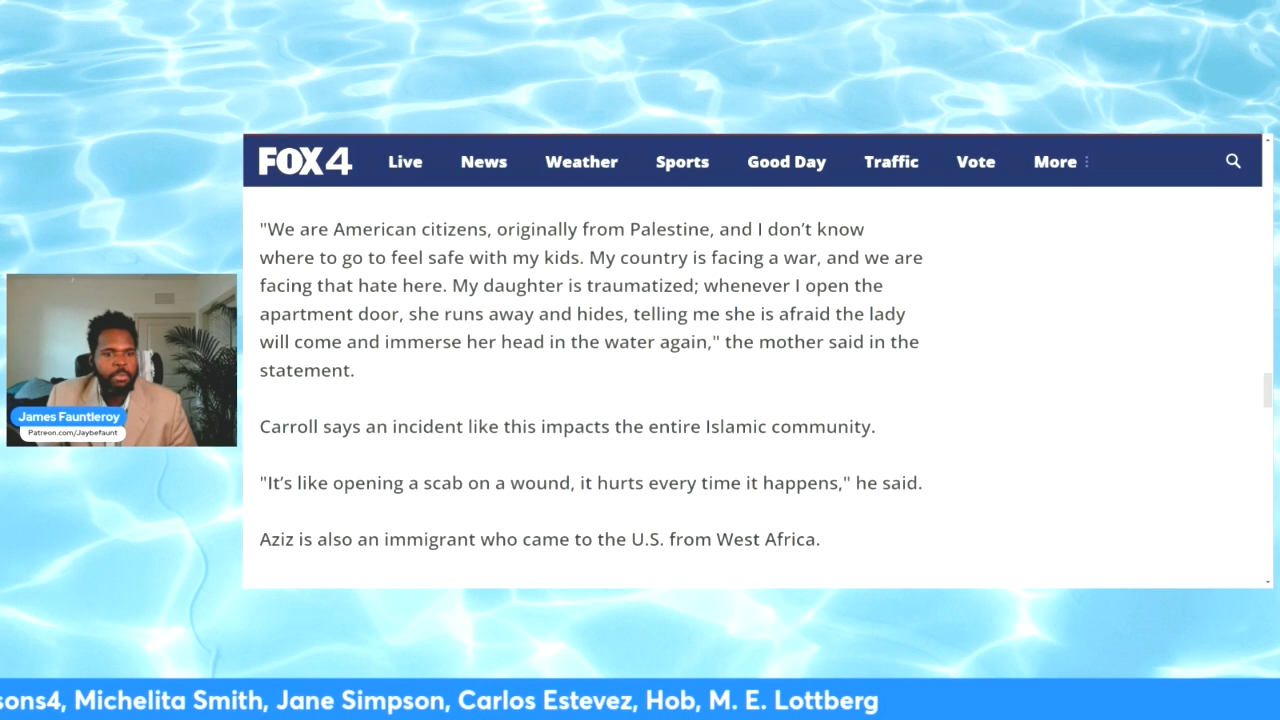 FOX 4 Live News Weather Sports Good Day Traffic Vote More
"We are American citizens, originally from Palestine, and I don’t know
where to go to feel safe with my kids. My country is facing a war, and we are
facing that hate here. My daughter is traumatized; whenever I open the
apartment door, she runs away and hides, telling me she is afraid the lady
will come and immerse her head in the water again," the mother said in the
statement.
Carroll says an incident like this impacts the entire Islamic community.
"It’s like opening a scab on a wound, it hurts every time it happens," he said.
Aziz is also an immigrant who came to the U.S. from West Africa.
James Fauntleroy
Patreon.com/Jaybefaunt
sons4, Michelita Smith, Jane Simpson, Carlos Estevez, Hob, M. E. Lottberg